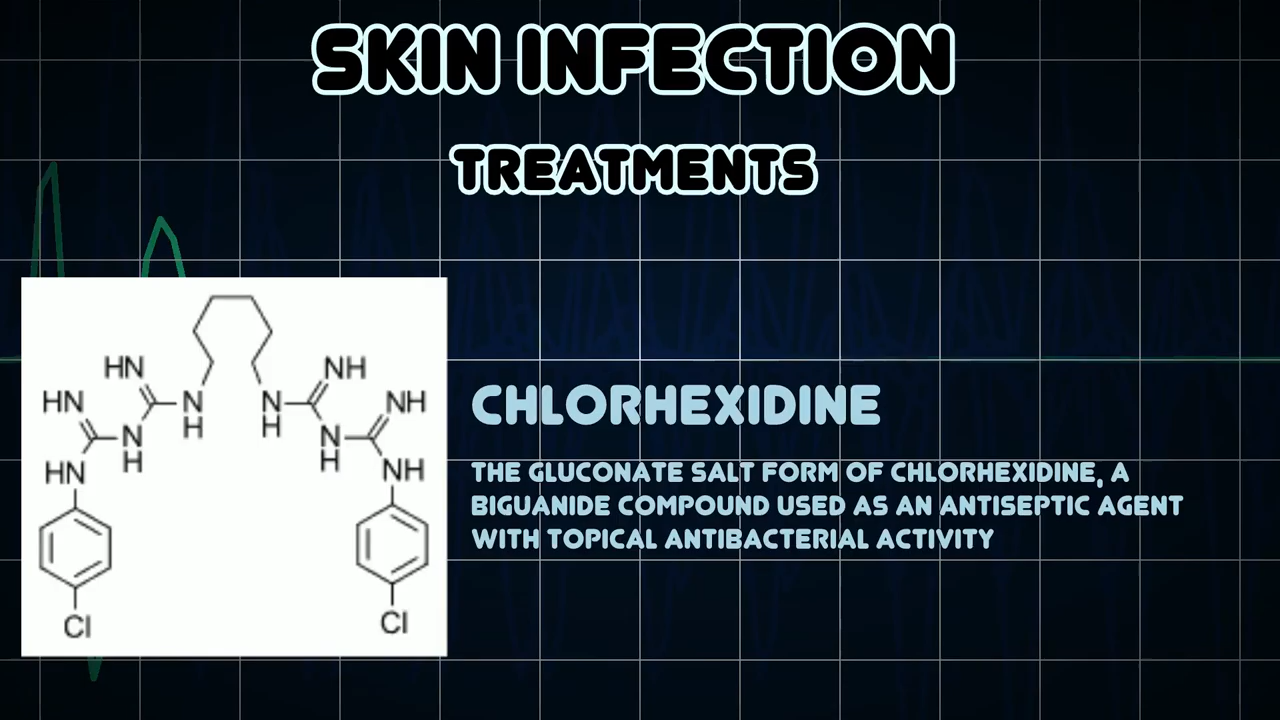 SKIN INFECTION
TREATMENTS
HN NH
HN N N NH
H H
N N
HN H H NH
Cl Cl
CHLORHEXIDINE
THE GLUCONATE SALT FORM OF CHLORHEXIDINE, A
BIGUANIDE COMPOUND USED AS AN ANTISEPTIC AGENT
WITH TOPICAL ANTIBACTERIAL ACTIVITY